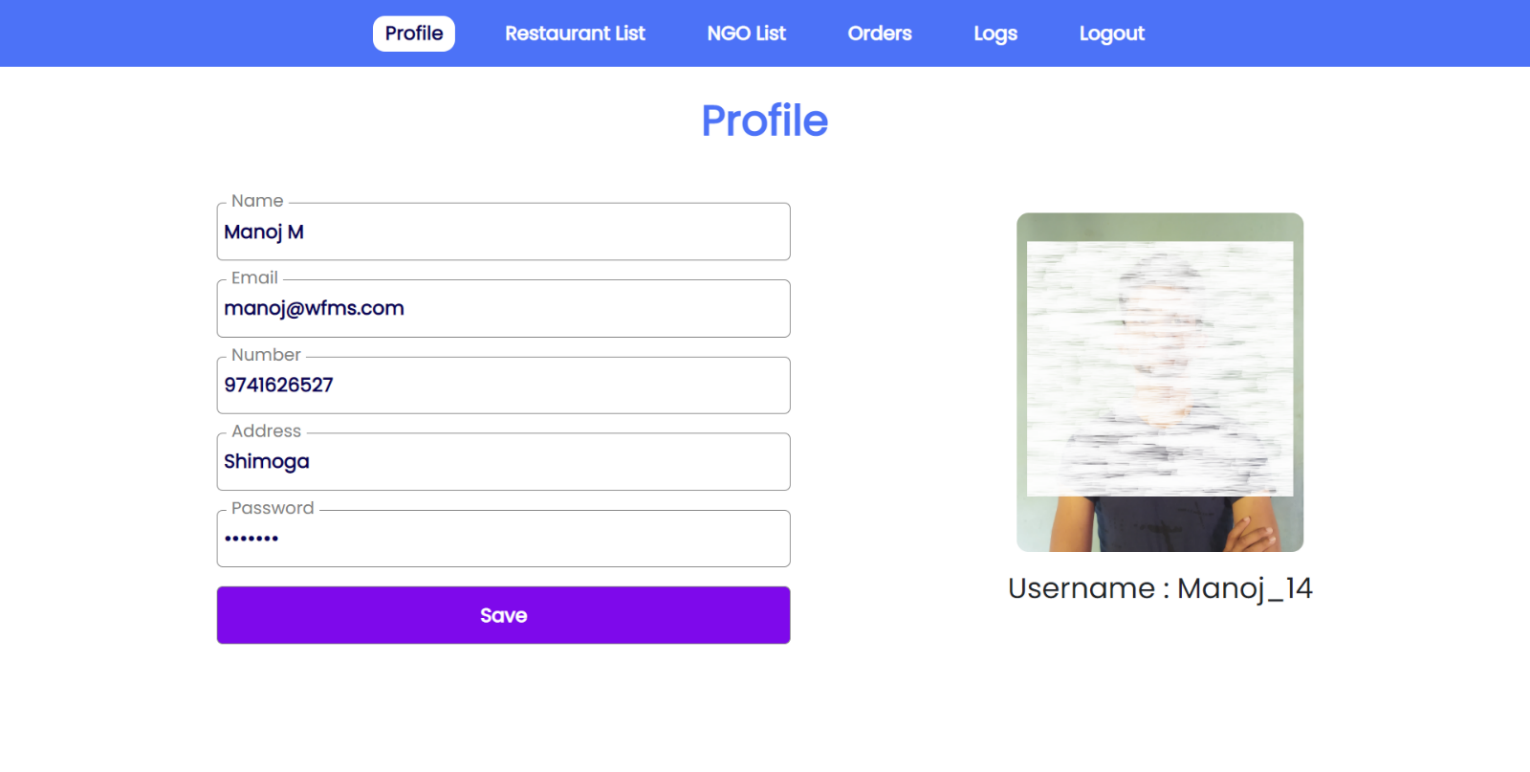 Profile Restaurant List NGO List Orders Logs Logout
Profile
Name
Manoj M
Email
manoj@wfms.com
Number
9741626527
Address
Shimoga
Password
•••••••
Save
Username : Manoj_14